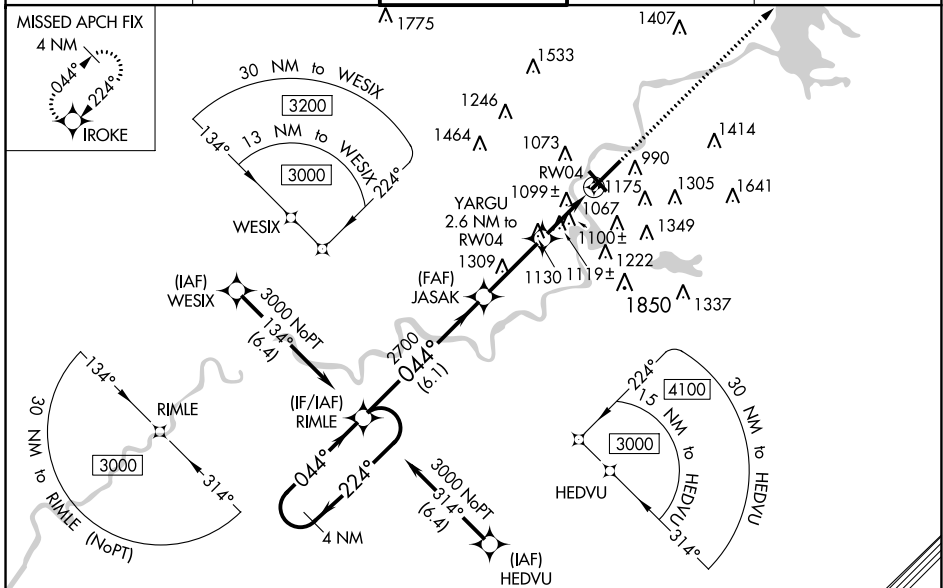 MISSED APCH FIX
4 NM
044°
224°
IROKE
1775
1407
1533
30 NM to WESIX
3200
1246
134°
13 NM to WESIX
1464
1073
1414
3000
224°
RW04
990
1099±
1175
1305
1641
YARGU
2.6 NM to
RW04
1067
WESIX
1100±
1349
1309
1130
1119±
1222
(FAF)
JASAK
1850
1337
(IAF)
WESIX
3000 NoPT
134°
(6.4)
2700
044°
(6.1)
134°
RIMLE
(IF/IAF)
RIMLE
224°
4100
30 NM to HEDVU
15 NM to HEDVU
3000
3000
30 NM to RIMLE (NoPT)
314°
044°
224°
4 NM
3000 NoPT
314°
(6.4)
HEDVU
314°
(IAF)
HEDVU